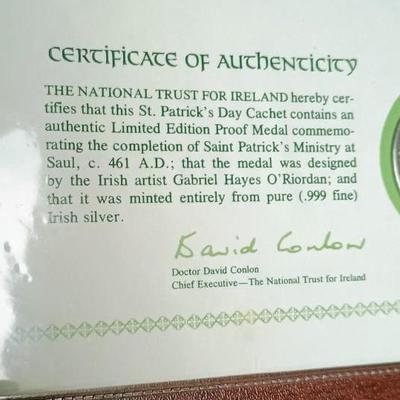 CERTIFICATE OF AUTHENTICITY
THE NATIONAL TRUST FOR IRELAND hereby cer-
tifies that this St. Patrick's Day Cachet contains an
authentic Limited Edition Proof Medal commemo-
rating the completion of Saint Patrick's Ministry at
Saul, c. 461 A.D.; that the medal was designed
by the Irish artist Gabriel Hayes O'Riordan; and
that it was minted entirely from pure (.999 fine)
Irish silver.
David Conlon
Doctor David Conlon
Chief Executive—The National Trust for Ireland